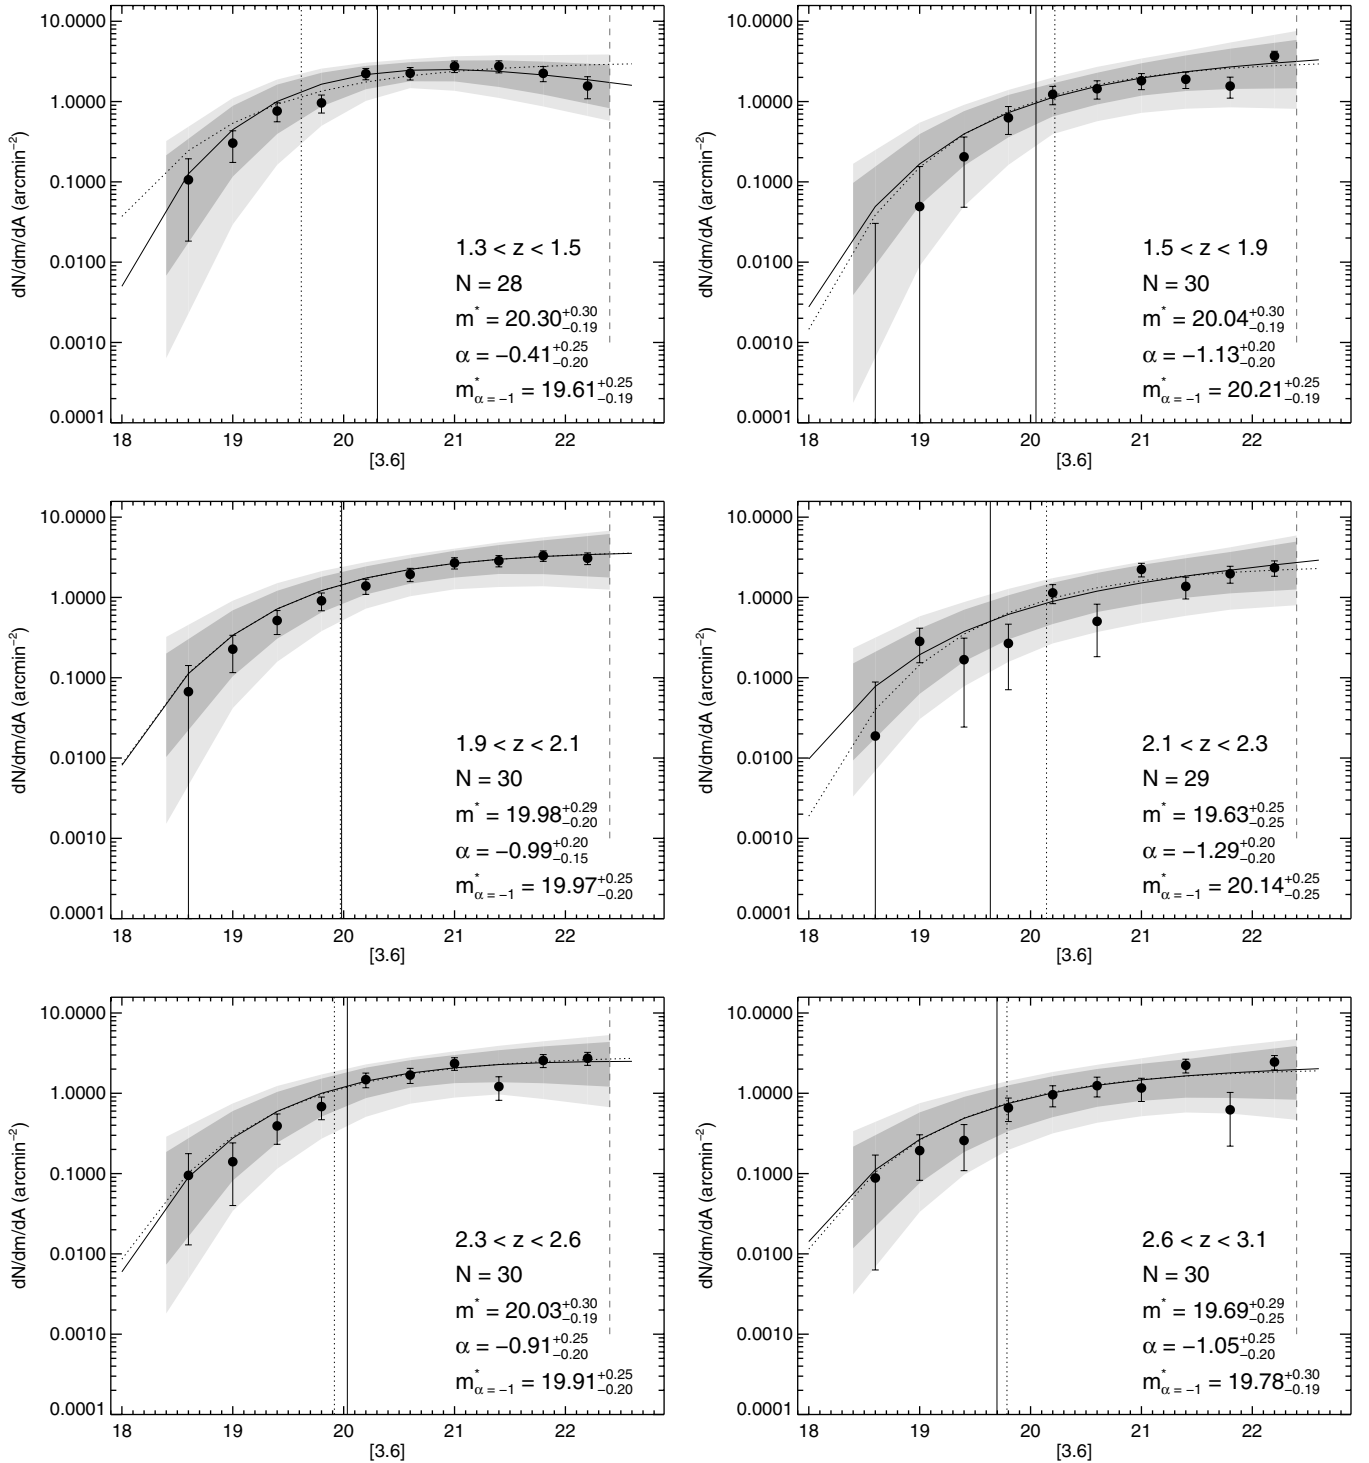 10.0000
1.0000
0.1000
0.0100
0.0010
0.0001
dN/dm/dA (arcmin⁻²)
1.3 < z < 1.5
N = 28
m* = 20.30 +0.30 −0.19
α = −0.41 +0.25 −0.20
m*α = −1 = 19.61 +0.25 −0.19
18 19 20 21 22
[3.6]
10.0000
1.0000
0.1000
0.0100
0.0010
0.0001
dN/dm/dA (arcmin⁻²)
1.5 < z < 1.9
N = 30
m* = 20.04 +0.30 −0.19
α = −1.13 +0.20 −0.20
m*α = −1 = 20.21 +0.25 −0.19
18 19 20 21 22
[3.6]
10.0000
1.0000
0.1000
0.0100
0.0010
0.0001
dN/dm/dA (arcmin⁻²)
1.9 < z < 2.1
N = 30
m* = 19.98 +0.29 −0.20
α = −0.99 +0.20 −0.15
m*α = −1 = 19.97 +0.25 −0.20
18 19 20 21 22
[3.6]
10.0000
1.0000
0.1000
0.0100
0.0010
0.0001
dN/dm/dA (arcmin⁻²)
2.1 < z < 2.3
N = 29
m* = 19.63 +0.25 −0.25
α = −1.29 +0.20 −0.20
m*α = −1 = 20.14 +0.25 −0.25
18 19 20 21 22
[3.6]
10.0000
1.0000
0.1000
0.0100
0.0010
0.0001
dN/dm/dA (arcmin⁻²)
2.3 < z < 2.6
N = 30
m* = 20.03 +0.30 −0.19
α = −0.91 +0.25 −0.20
m*α = −1 = 19.91 +0.25 −0.20
18 19 20 21 22
[3.6]
10.0000
1.0000
0.1000
0.0100
0.0010
0.0001
dN/dm/dA (arcmin⁻²)
2.6 < z < 3.1
N = 30
m* = 19.69 +0.29 −0.25
α = −1.05 +0.25 −0.20
m*α = −1 = 19.78 +0.30 −0.19
18 19 20 21 22
[3.6]